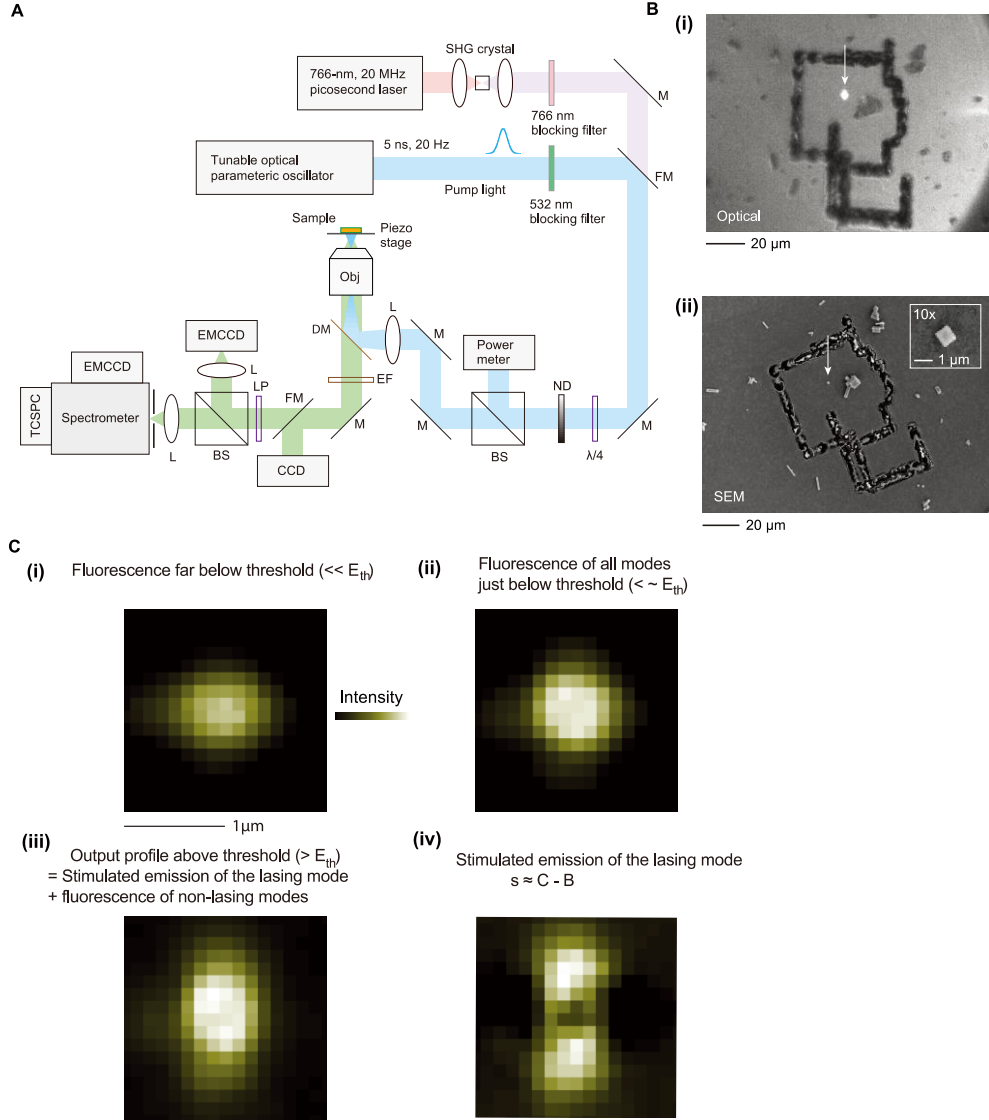 A
SHG crystal
766-nm, 20 MHz
picosecond laser
M
766 nm
blocking filter
5 ns, 20 Hz
Tunable optical
parameteric oscillator
Pump light
FM
532 nm
blocking filter
Sample
Piezo
stage
Obj
L
DM
M
EMCCD
Power
meter
EMCCD
L
LP
EF
FM
ND
TCSPC
Spectrometer
M
M
M
L
BS
CCD
BS
λ/4
B
(i)
Optical
20 µm
(ii)
10x
1 µm
SEM
20 µm
C
(i)
Fluorescence far below threshold (<< Eth)
(ii)
Fluorescence of all modes
just below threshold (< ~ Eth)
Intensity
1µm
(iii)
Output profile above threshold (> Eth)
= Stimulated emission of the lasing mode
+ fluorescence of non-lasing modes
(iv)
Stimulated emission of the lasing mode
s ≈ C - B